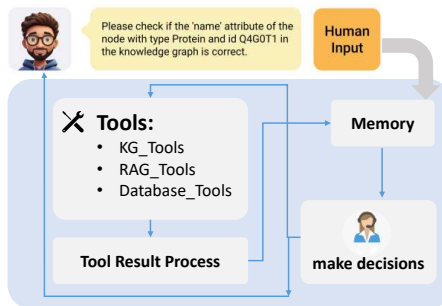 Please check if the 'name' attribute of the
node with type Protein and id Q4G0T1 in
the knowledge graph is correct.
Human
Input
Tools:
• KG_Tools
• RAG_Tools
• Database_Tools
Memory
Tool Result Process
make decisions